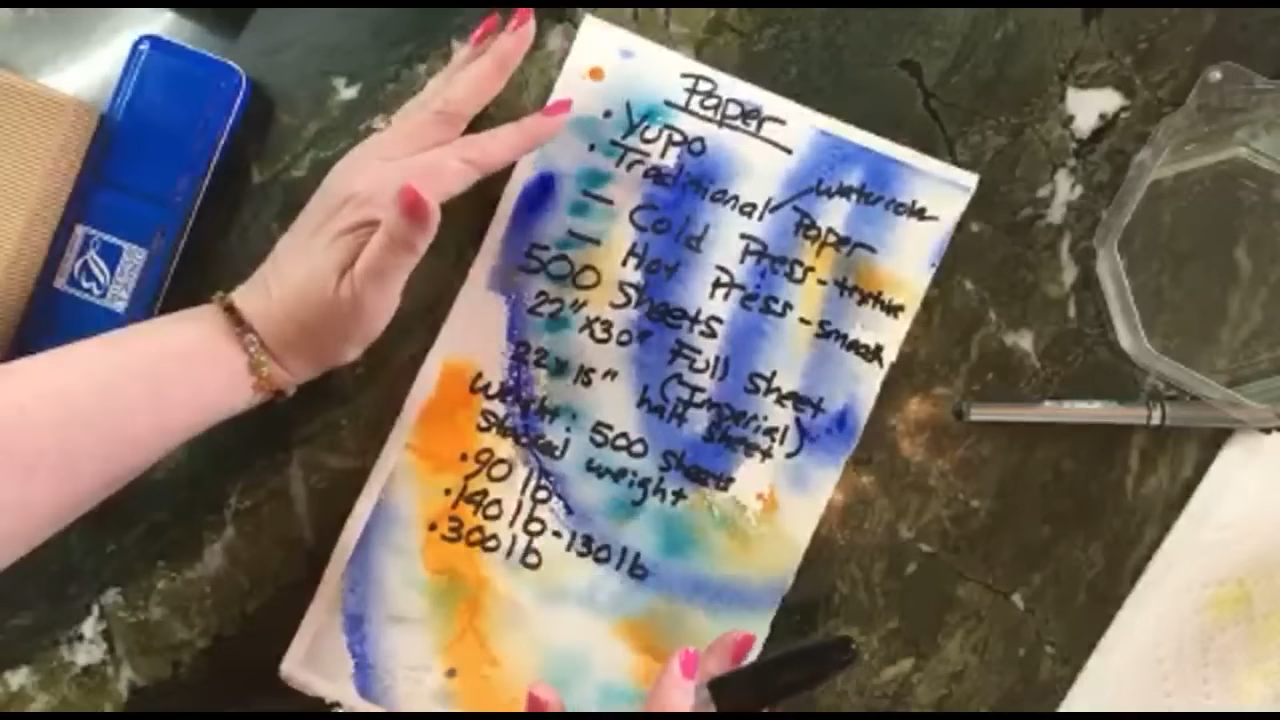 Paper
• Yupo
• Traditional / watercolor Paper
— Cold Press - texture
— Hot Press - smooth
500 Sheets
22" x 30" Full Sheet
(Imperial)
22 x 15" half sheet
Weight: 500 sheets
stacked weight
• 90 lb
• 140 lb - 130 lb
• 300 lb